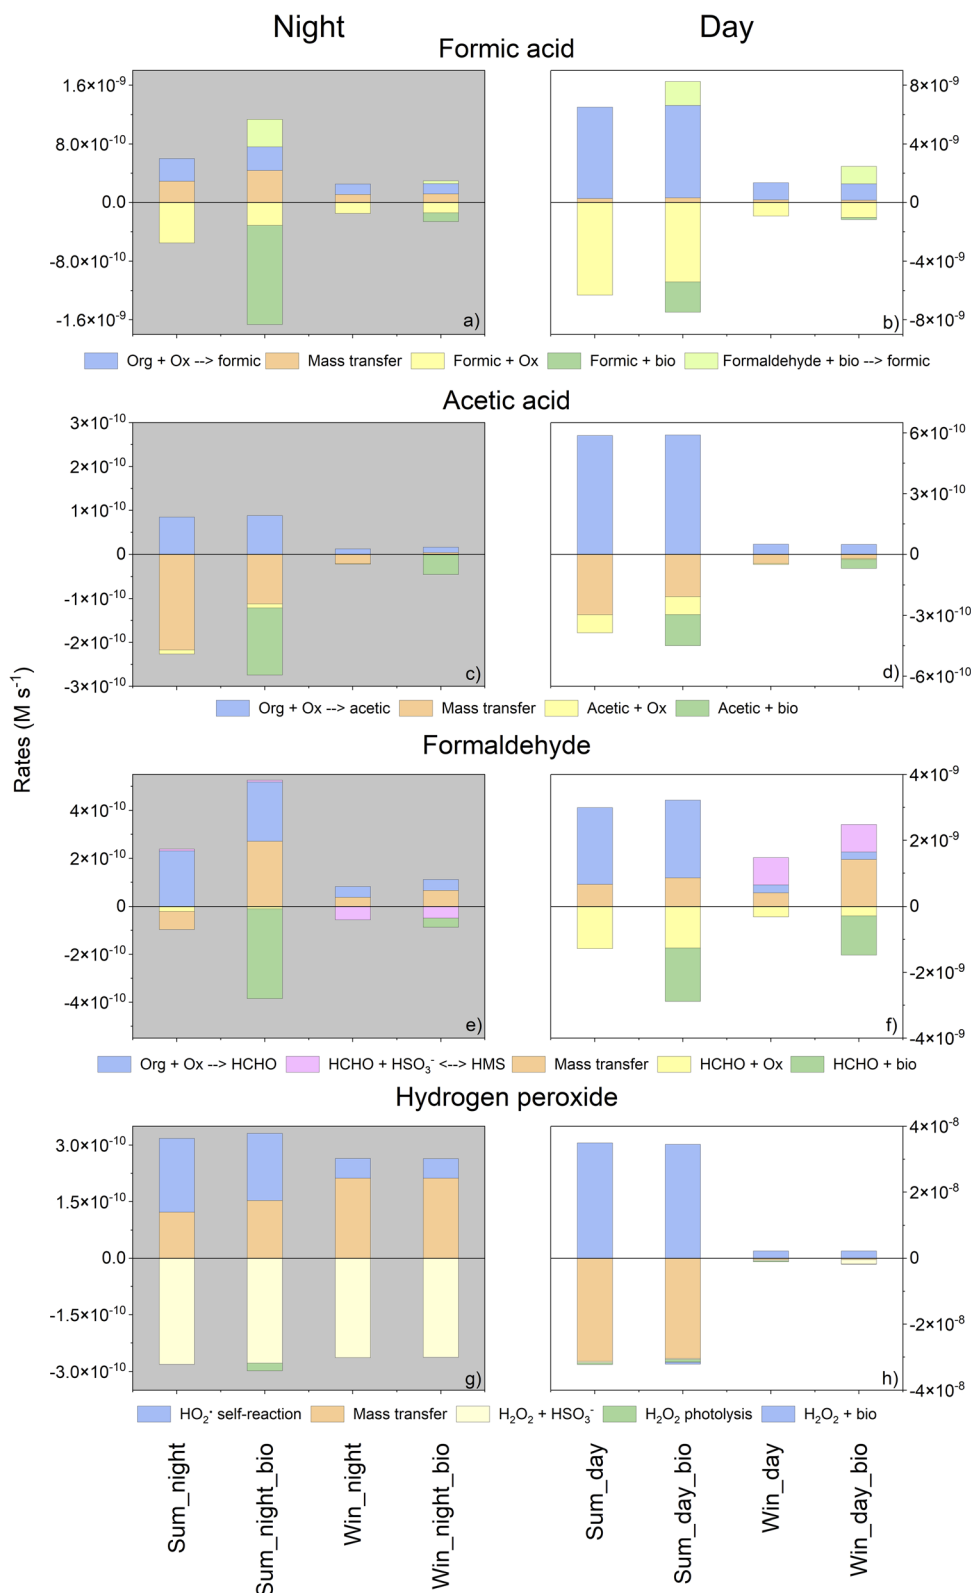 Night Day
Formic acid
1.6×10⁻⁹
8.0×10⁻¹⁰
0.0
-8.0×10⁻¹⁰
-1.6×10⁻⁹
a)
8×10⁻⁹
4×10⁻⁹
0
-4×10⁻⁹
-8×10⁻⁹
b)
Org + Ox --> formic Mass transfer Formic + Ox Formic + bio Formaldehyde + bio --> formic
Acetic acid
3×10⁻¹⁰
2×10⁻¹⁰
1×10⁻¹⁰
0
-1×10⁻¹⁰
-2×10⁻¹⁰
-3×10⁻¹⁰
c)
6×10⁻¹⁰
3×10⁻¹⁰
0
-3×10⁻¹⁰
-6×10⁻¹⁰
d)
Org + Ox --> acetic Mass transfer Acetic + Ox Acetic + bio
Rates (M s⁻¹)
Formaldehyde
4×10⁻¹⁰
2×10⁻¹⁰
0
-2×10⁻¹⁰
-4×10⁻¹⁰
e)
4×10⁻⁹
2×10⁻⁹
0
-2×10⁻⁹
-4×10⁻⁹
f)
Org + Ox --> HCHO HCHO + HSO₃⁻ <--> HMS Mass transfer HCHO + Ox HCHO + bio
Hydrogen peroxide
3.0×10⁻¹⁰
1.5×10⁻¹⁰
0.0
-1.5×10⁻¹⁰
-3.0×10⁻¹⁰
g)
4×10⁻⁸
2×10⁻⁸
0
-2×10⁻⁸
-4×10⁻⁸
h)
HO₂˙ self-reaction Mass transfer H₂O₂ + HSO₃⁻ H₂O₂ photolysis H₂O₂ + bio
Sum_night
Sum_night_bio
Win_night
Win_night_bio
Sum_day
Sum_day_bio
Win_day
Win_day_bio